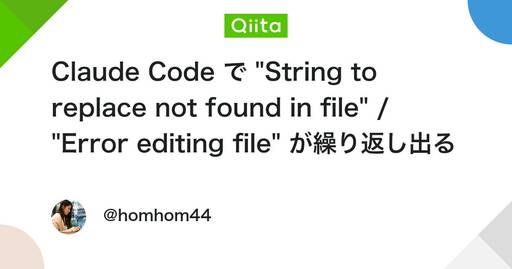 Qiita
Claude Code で "String to
replace not found in file" /
"Error editing file" が繰り返し出る
@homhom44